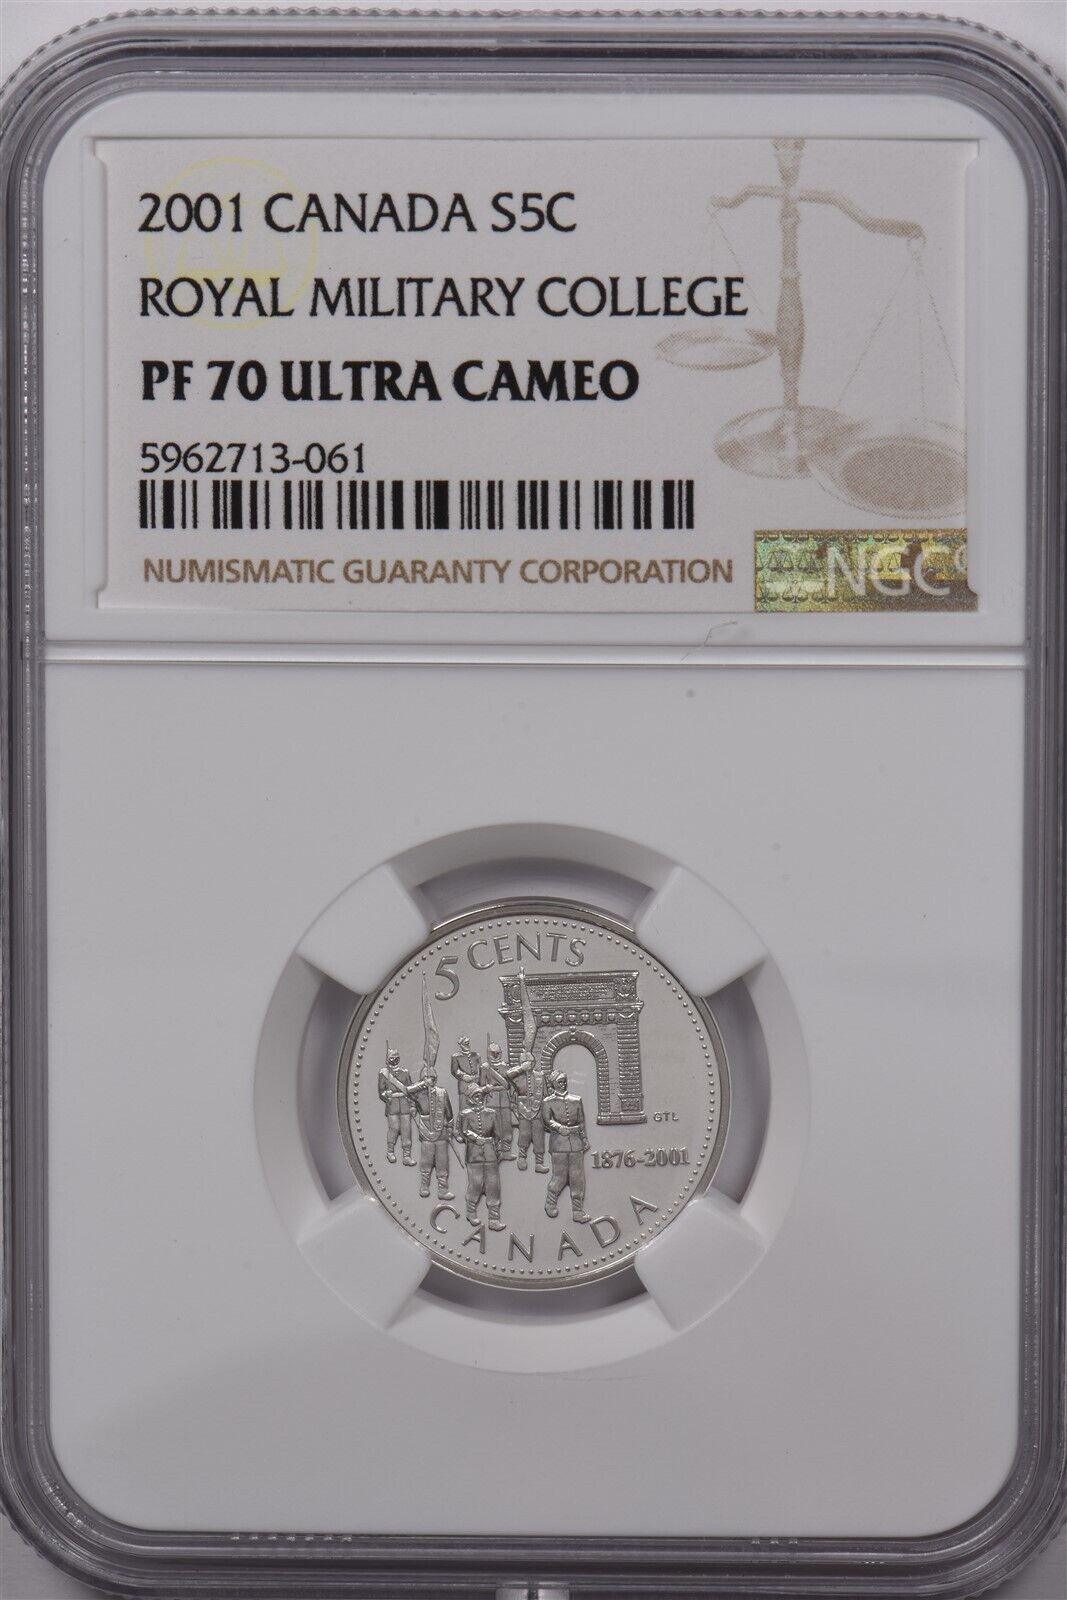 2001 CANADA S5C
ROYAL MILITARY COLLEGE
PF 70 ULTRA CAMEO
5962713-061
NUMISMATIC GUARANTY CORPORATION
NGC
5 CENTS
GTL
1876-2001
CANADA